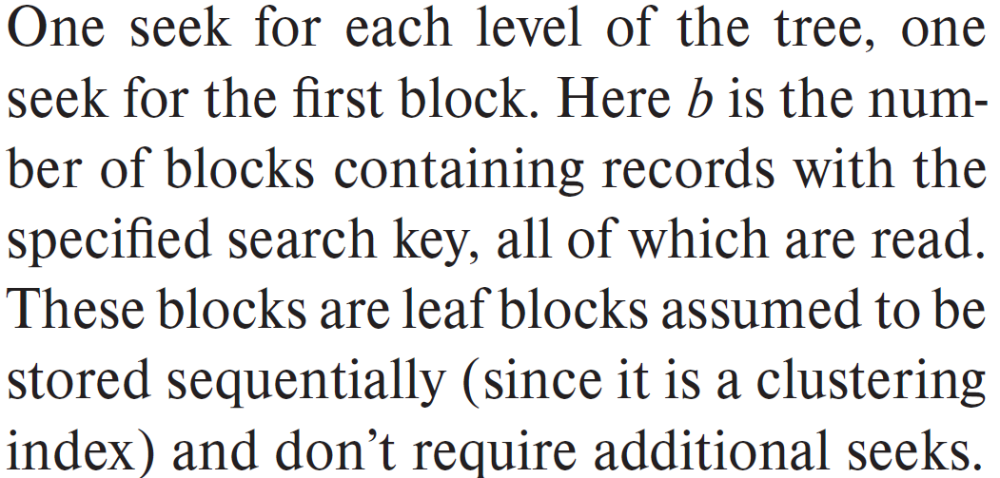 One seek for each level of the tree, one
seek for the first block. Here b is the num-
ber of blocks containing records with the
specified search key, all of which are read.
These blocks are leaf blocks assumed to be
stored sequentially (since it is a clustering
index) and don’t require additional seeks.